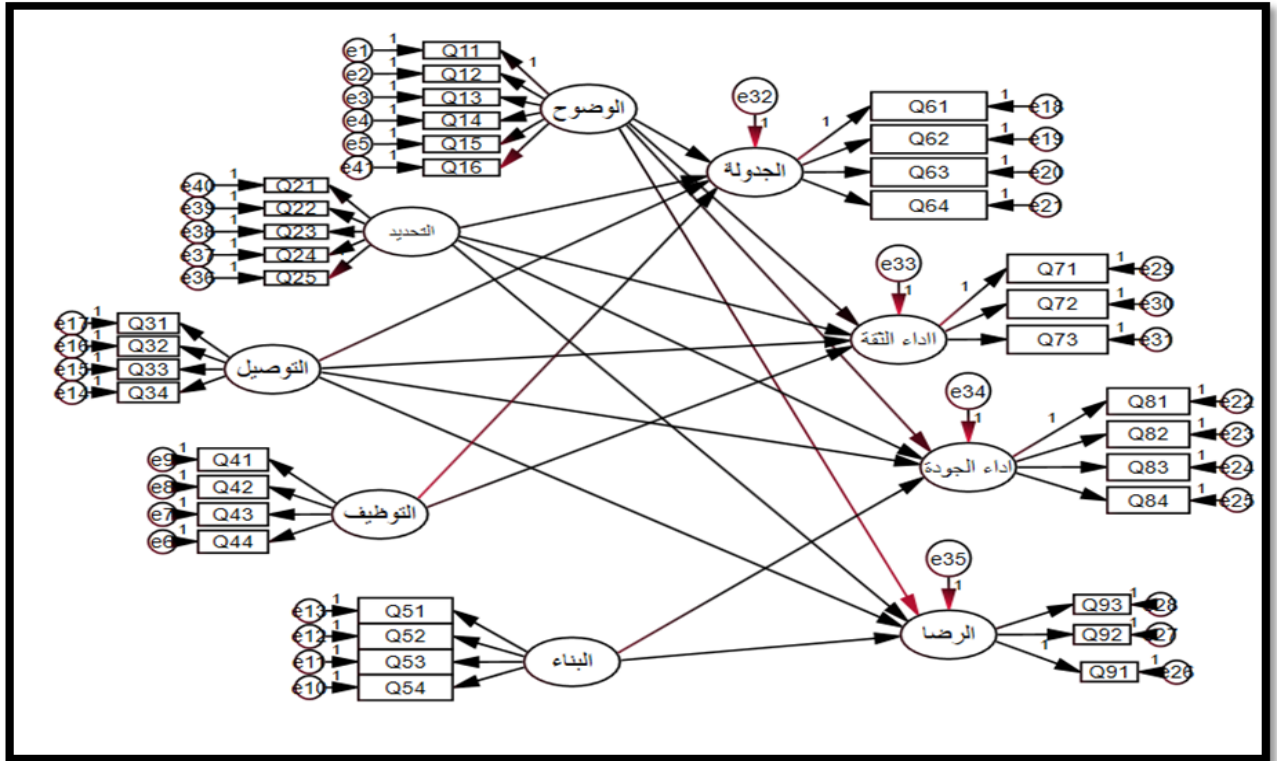 e1 1 Q11 1
e2 1 Q12
e3 1 Q13
e4 1 Q14
e5 1 Q15
e41 1 Q16
الوضوح
e40 1 Q21
e39 1 Q22
e38 1 Q23
e37 1 Q24
e36 1 Q25
التحديد
e17 1 Q31
e16 1 Q32
e15 1 Q33
e14 1 Q34
التوصيل
e9 1 Q41
e8 1 Q42
e7 1 Q43
e6 1 Q44
التوظيف
e13 1 Q51
e12 1 Q52
e11 1 Q53
e10 1 Q54
البناء
e32
1
الجدولة
1 Q61 1 e18
Q62 1 e19
Q63 1 e20
Q64 1 e21
e33
1
ااداء الثقة
1 Q71 1 e29
Q72 1 e30
Q73 1 e31
e34
1
اداء الجودة
1 Q81 1 e22
Q82 1 e23
Q83 1 e24
Q84 1 e25
e35
1
الرضا
Q93 1 e28
Q92 1 e27
1 Q91 1 e26